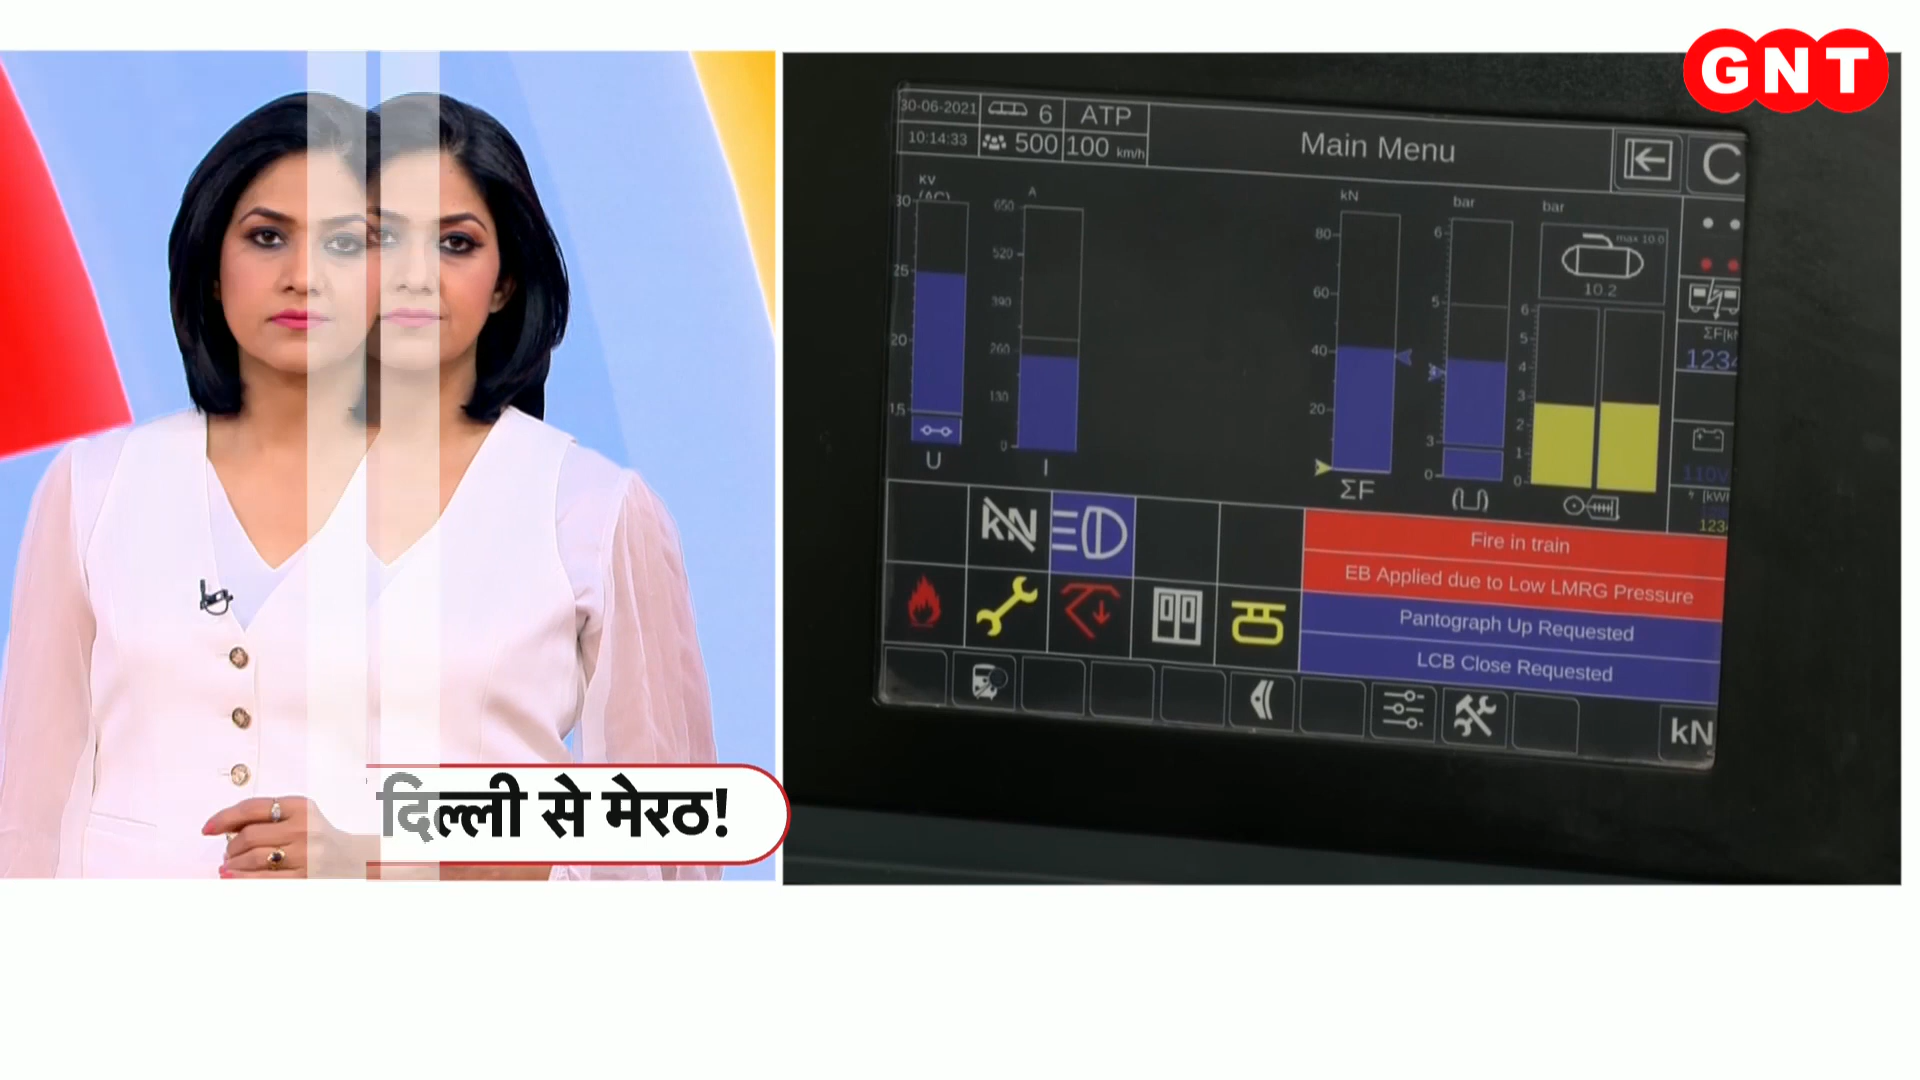 GNT
30-06-2021
6
ATP
10:14:33
500
100 km/h
Main Menu
C
KV
A
kN
bar
bar
30
25
20
15
650
520
390
260
130
0
80
60
40
20
6
5
3
0
max 10.0
10.2
6
5
4
3
2
1
0
1234
110V
U
I
ΣF
kN
Fire in train
EB Applied due to Low LMRG Pressure
Pantograph Up Requested
LCB Close Requested
kN
दिल्ली से मेरठ!